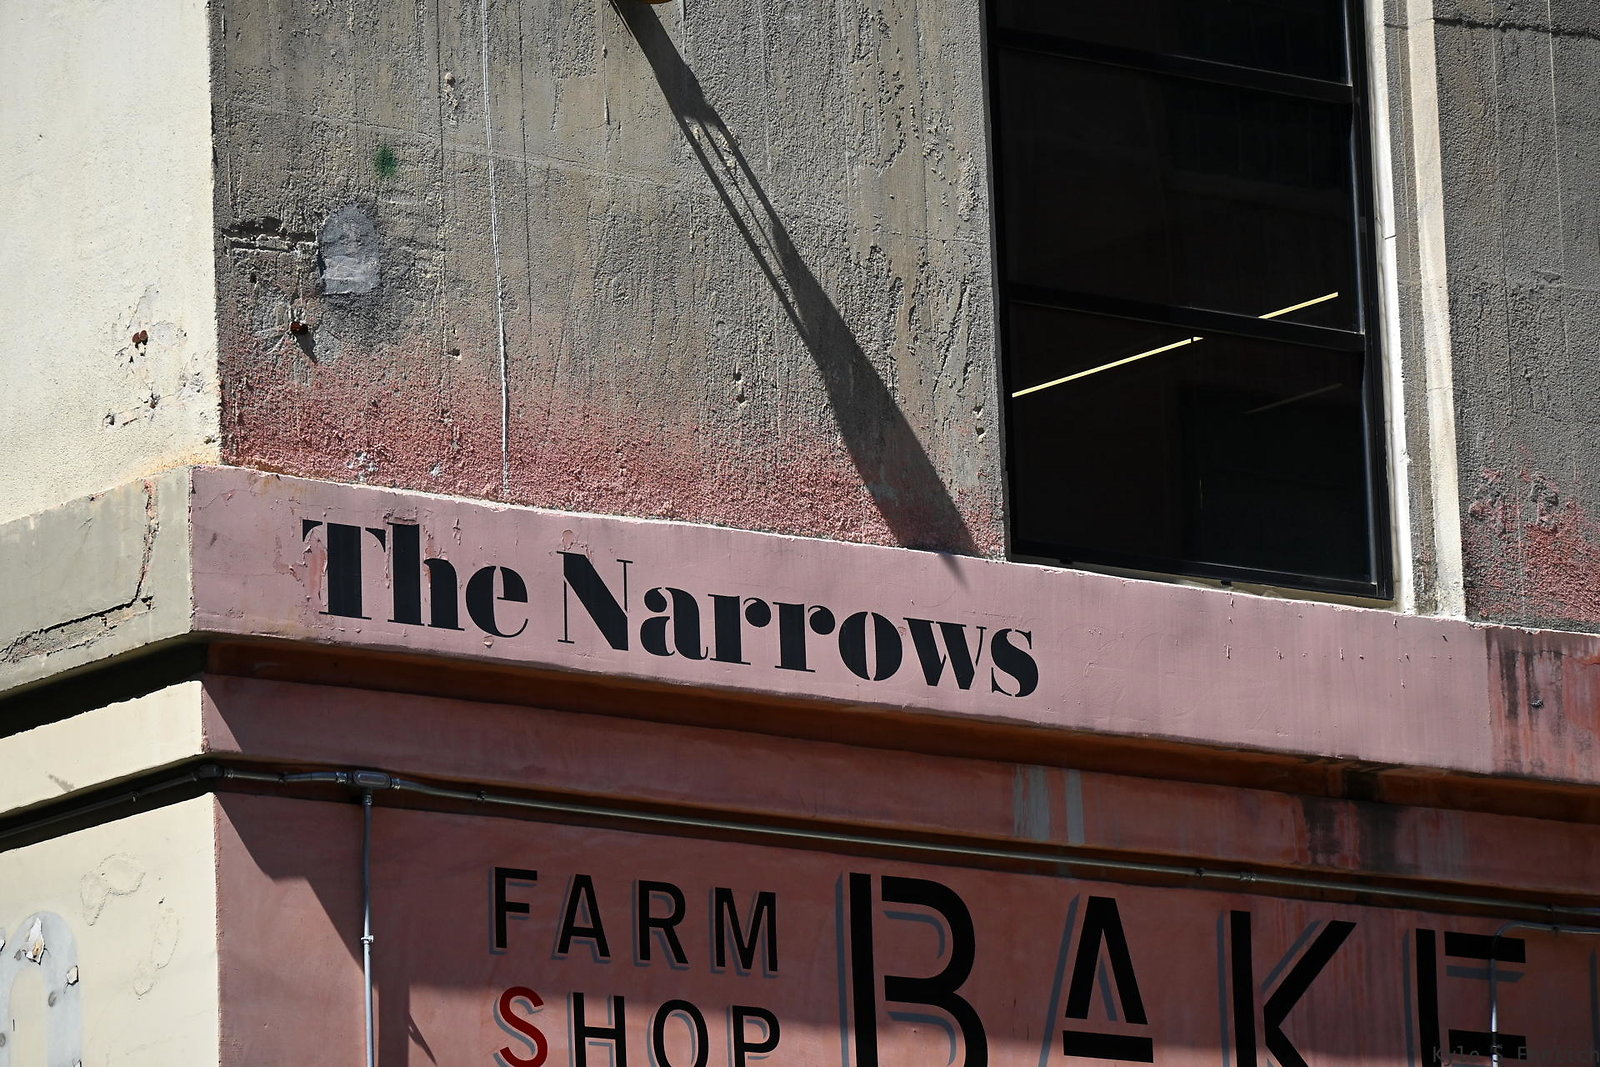 The Narrows
FARM
SHOP
BAKE